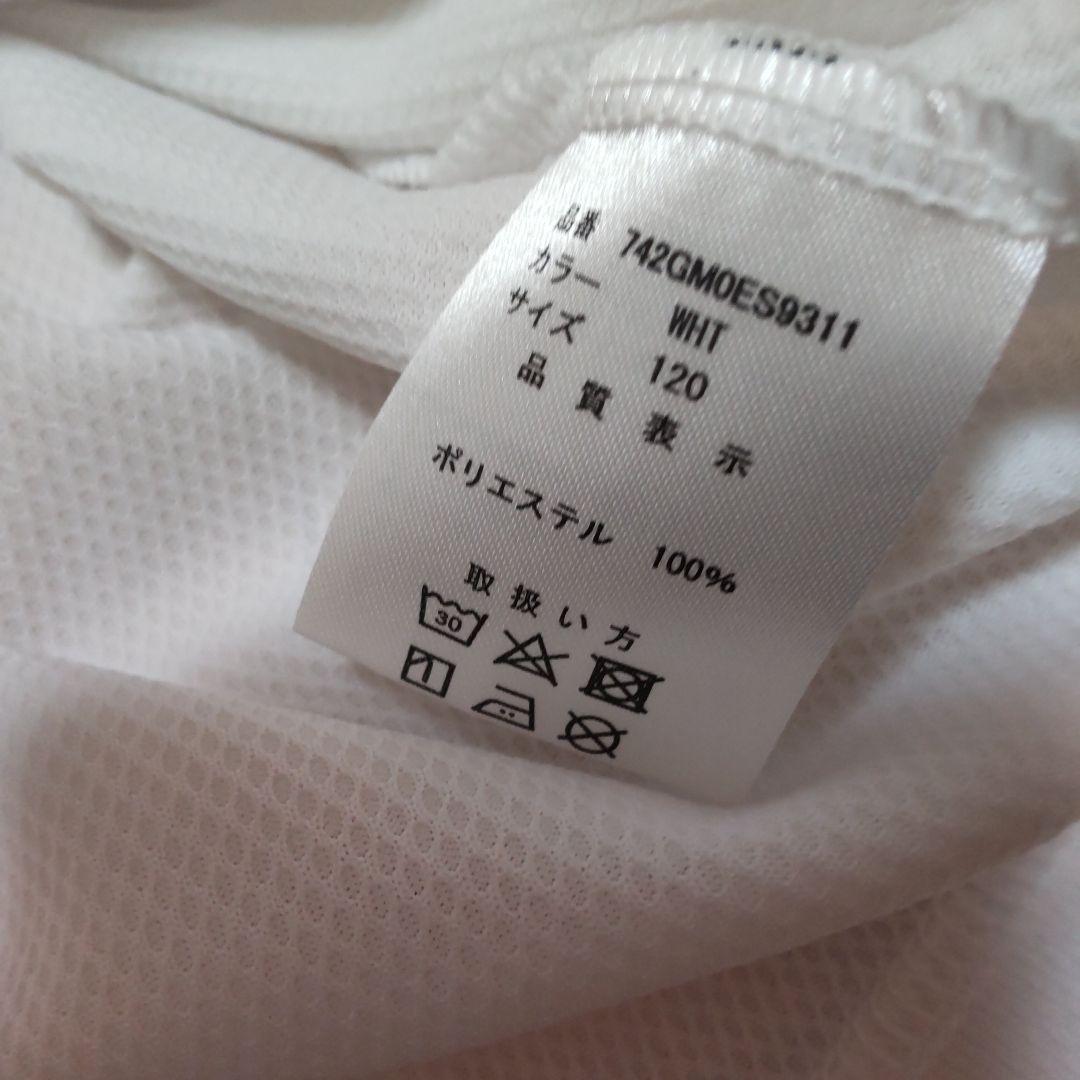 品番 742GM0ES9311
カラー WHT
サイズ 120
品質表示
ポリエステル 100%
取扱い方
30